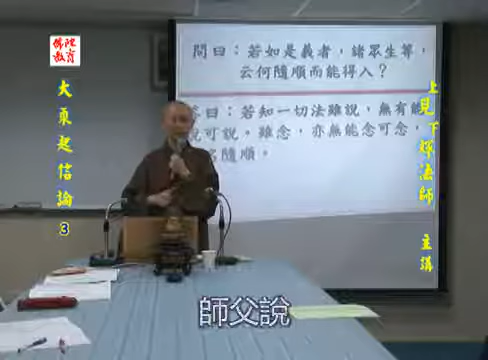 佛陀
教育
大乘起信論
3
問曰：若如是義者，諸眾生等，
云何隨順而能得入？
答曰：若知一切法雖說，無有能
說可說。雖念，亦無能念可念，
名隨順。
上見下輝法師 主講
師父說